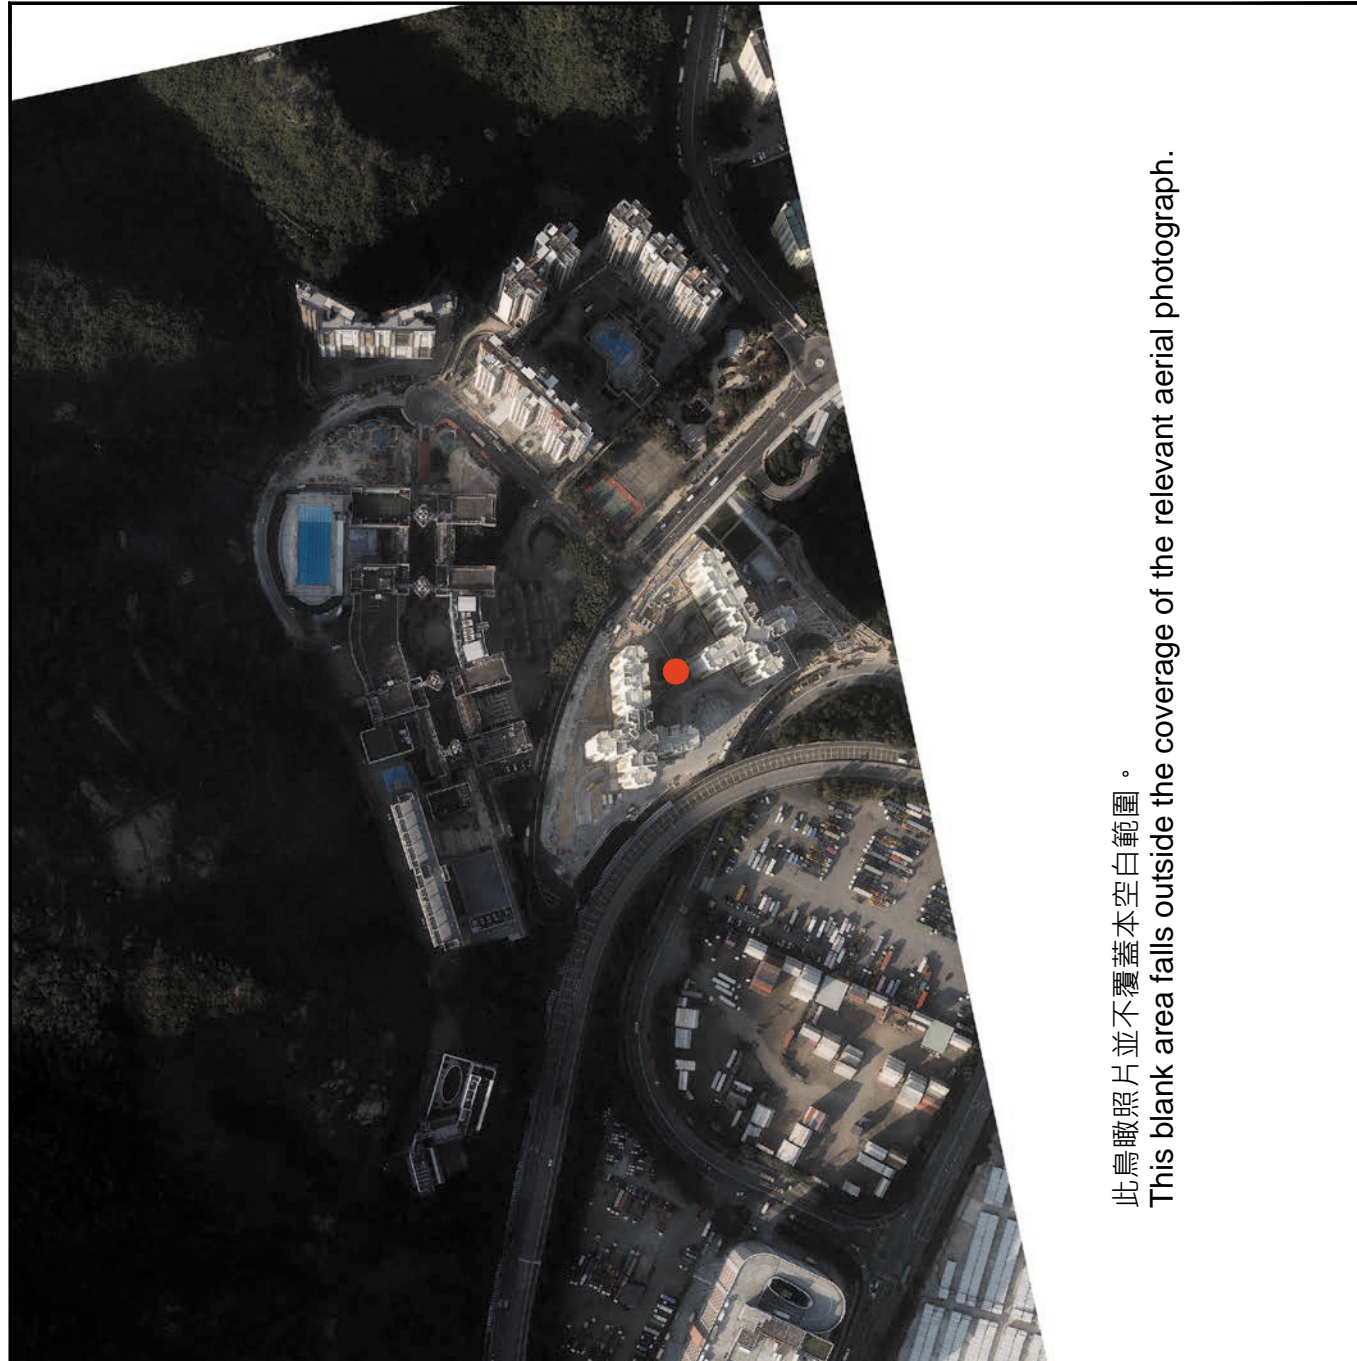 此鳥瞰照片並不覆蓋本空白範圍。
This blank area falls outside the coverage of the relevant aerial photograph.